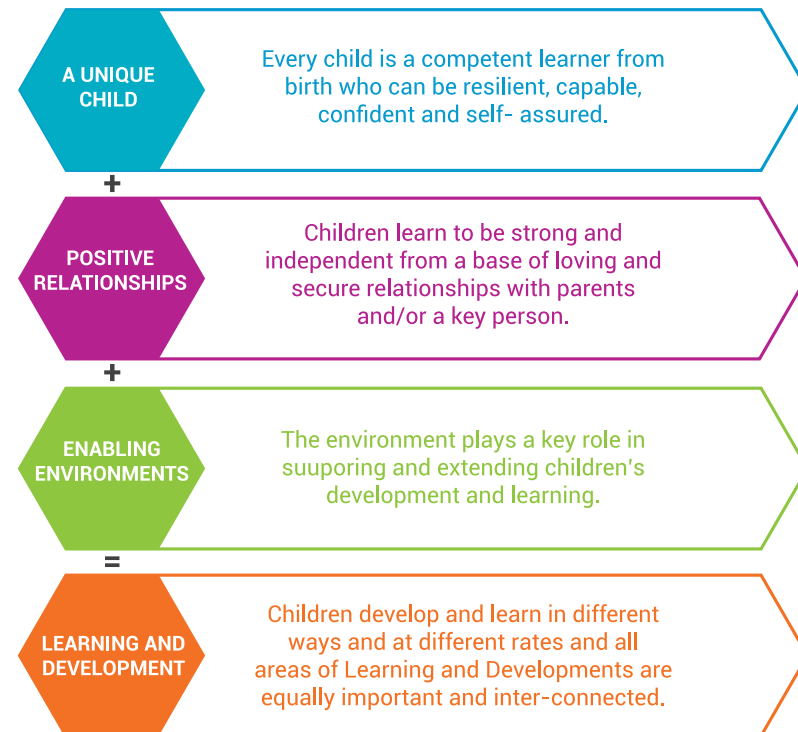 A UNIQUE
CHILD
Every child is a competent learner from
birth who can be resilient, capable,
confident and self- assured.
+
POSITIVE
RELATIONSHIPS
Children learn to be strong and
independent from a base of loving and
secure relationships with parents
and/or a key person.
+
ENABLING
ENVIRONMENTS
The environment plays a key role in
suuporing and extending children's
development and learning.
=
LEARNING AND
DEVELOPMENT
Children develop and learn in different
ways and at different rates and all
areas of Learning and Developments are
equally important and inter-connected.